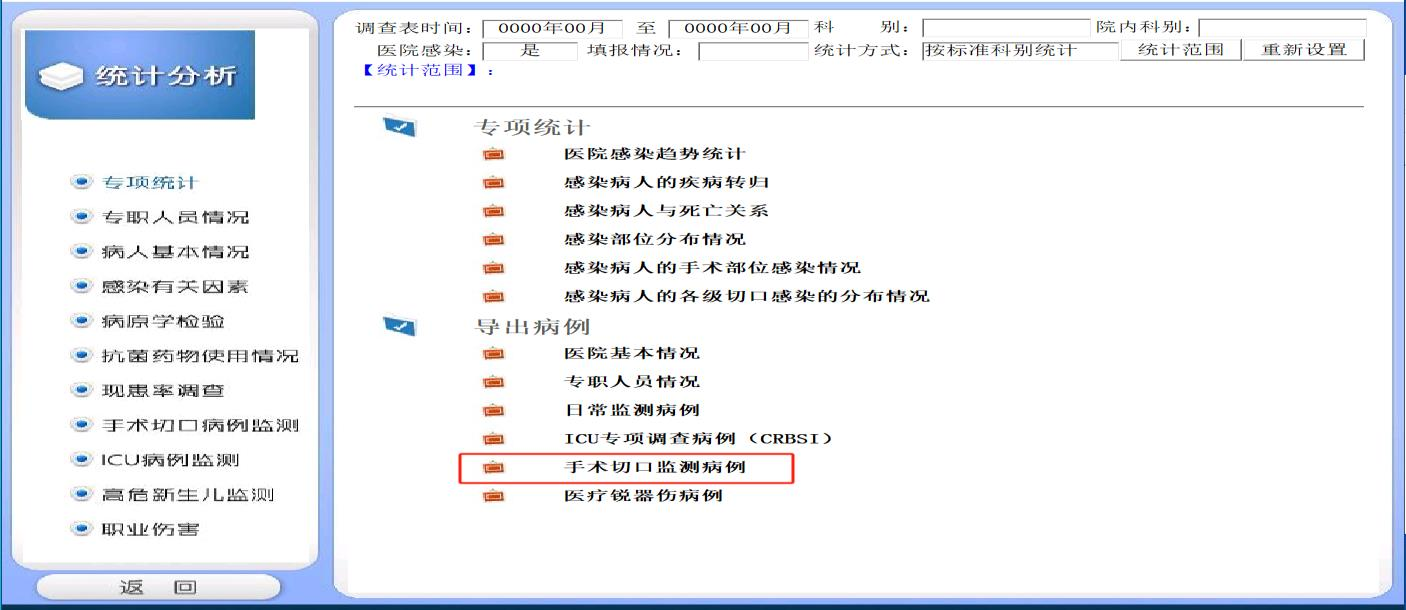 统计分析
专项统计
专职人员情况
病人基本情况
感染有关因素
病原学检验
抗菌药物使用情况
现患率调查
手术切口病例监测
ICU病例监测
高危新生儿监测
职业伤害
返 回
调查表时间: 0000年00月 至 0000年00月 科 别: 院内科别:
医院感染: 是 填报情况: 统计方式: 按标准科别统计 统计范围 重新设置
【统计范围】:
专项统计
医院感染趋势统计
感染病人的疾病转归
感染病人与死亡关系
感染部位分布情况
感染病人的手术部位感染情况
感染病人的各级切口感染的分布情况
导出病例
医院基本情况
专职人员情况
日常监测病例
ICU专项调查病例（CRBSI）
手术切口监测病例
医疗锐器伤病例